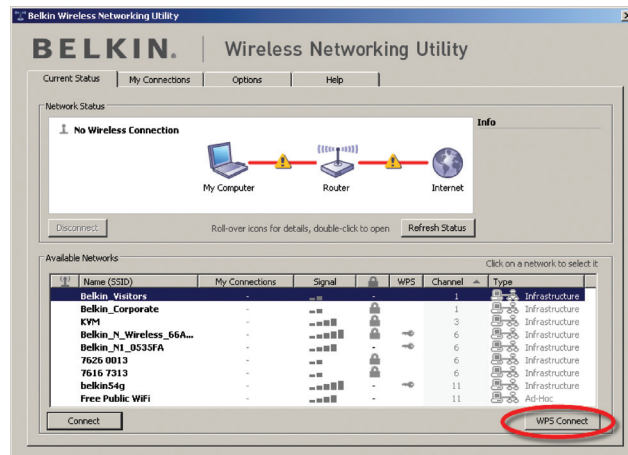 Belkin Wireless Networking Utility
BELKIN. | Wireless Networking Utility
Current Status My Connections Options Help
Network Status
No Wireless Connection
Info
My Computer Router Internet
Disconnect Roll-over icons for details, double-click to open Refresh Status
Available Networks
Click on a network to select it
Name (SSID) My Connections Signal WPS Channel Type
Belkin_Visitors - - 1 Infrastructure
Belkin_Corporate - 1 Infrastructure
KVM - 3 Infrastructure
Belkin_N_Wireless_66A... - 6 Infrastructure
Belkin_N1_0535FA - - 6 Infrastructure
7626 0013 - 6 Infrastructure
7616 7313 - 6 Infrastructure
belkin54g - - 11 Infrastructure
Free Public WiFi - - 11 Ad-Hoc
Connect WPS Connect